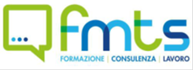 fmts
FORMAZIONE | CONSULENZA | LAVORO